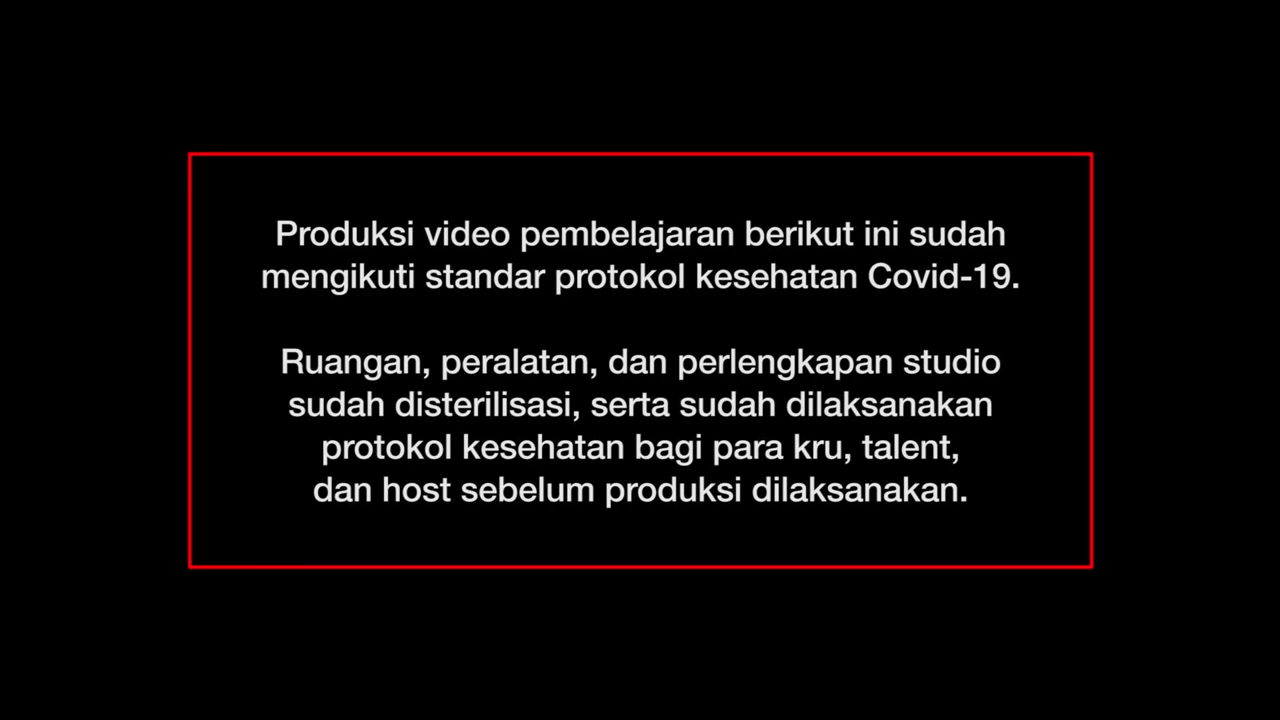 Produksi video pembelajaran berikut ini sudah
mengikuti standar protokol kesehatan Covid-19.
Ruangan, peralatan, dan perlengkapan studio
sudah disterilisasi, serta sudah dilaksanakan
protokol kesehatan bagi para kru, talent,
dan host sebelum produksi dilaksanakan.